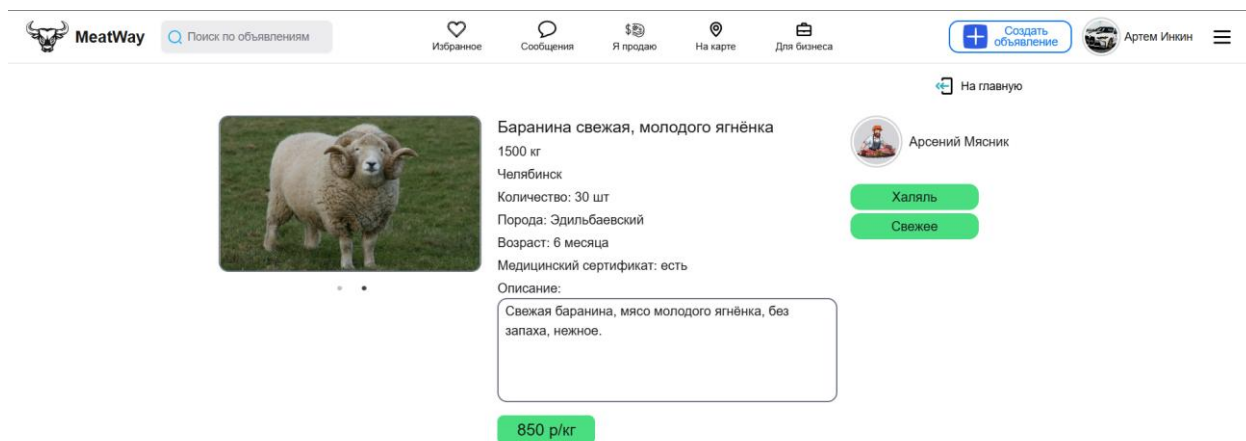 MeatWay
Поиск по объявлениям
Избранное
Сообщения
Я продаю
На карте
Для бизнеса
Создать
объявление
Артем Инкин
На главную
Баранина свежая, молодого ягнёнка
1500 кг
Челябинск
Количество: 30 шт
Порода: Эдильбаевский
Возраст: 6 месяца
Медицинский сертификат: есть
Описание:
Свежая баранина, мясо молодого ягнёнка, без
запаха, нежное.
850 р/кг
Арсений Мясник
Халяль
Свежее